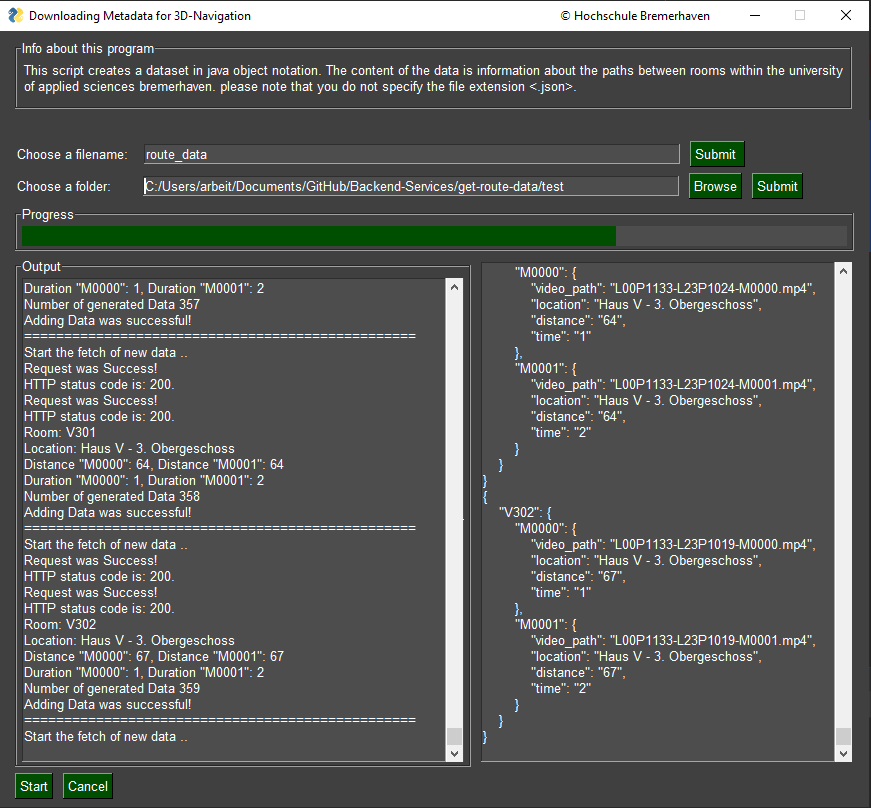 Downloading Metadata for 3D-Navigation
© Hochschule Bremerhaven
Info about this program
This script creates a dataset in java object notation. The content of the data is information about the paths between rooms within the university
of applied sciences bremerhaven. please note that you do not specify the file extension <.json>.
Choose a filename:
route_data
Submit
Choose a folder:
C:/Users/arbeit/Documents/GitHub/Backend-Services/get-route-data/test
Browse
Submit
Progress
Output
Duration "M0000": 1, Duration "M0001": 2
Number of generated Data 357
Adding Data was successful!
=================================================
Start the fetch of new data ..
Request was Success!
HTTP status code is: 200.
Request was Success!
HTTP status code is: 200.
Room: V301
Location: Haus V - 3. Obergeschoss
Distance "M0000": 64, Distance "M0001": 64
Duration "M0000": 1, Duration "M0001": 2
Number of generated Data 358
Adding Data was successful!
=================================================
Start the fetch of new data ..
Request was Success!
HTTP status code is: 200.
Request was Success!
HTTP status code is: 200.
Room: V302
Location: Haus V - 3. Obergeschoss
Distance "M0000": 67, Distance "M0001": 67
Duration "M0000": 1, Duration "M0001": 2
Number of generated Data 359
Adding Data was successful!
=================================================
Start the fetch of new data ..
"M0000": {
"video_path": "L00P1133-L23P1024-M0000.mp4",
"location": "Haus V - 3. Obergeschoss",
"distance": "64",
"time": "1"
},
"M0001": {
"video_path": "L00P1133-L23P1024-M0001.mp4",
"location": "Haus V - 3. Obergeschoss",
"distance": "64",
"time": "2"
}
}
}
{
"V302": {
"M0000": {
"video_path": "L00P1133-L23P1019-M0000.mp4",
"location": "Haus V - 3. Obergeschoss",
"distance": "67",
"time": "1"
},
"M0001": {
"video_path": "L00P1133-L23P1019-M0001.mp4",
"location": "Haus V - 3. Obergeschoss",
"distance": "67",
"time": "2"
}
}
}
Start
Cancel